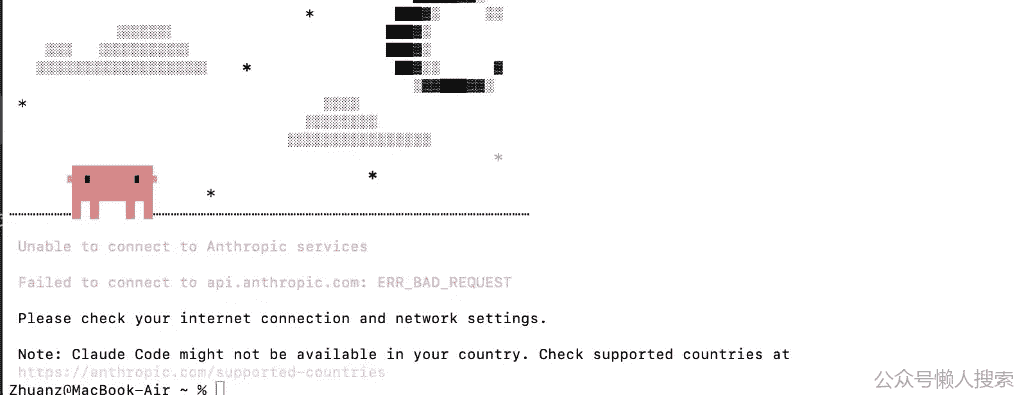 Unable to connect to Anthropic services
Failed to connect to api.anthropic.com: ERR_BAD_REQUEST
Please check your internet connection and network settings.
Note: Claude Code might not be available in your country. Check supported countries at
https://anthropic.com/supported-countries
Zhuanz@MacBook-Air ~ %
公众号懒人搜索